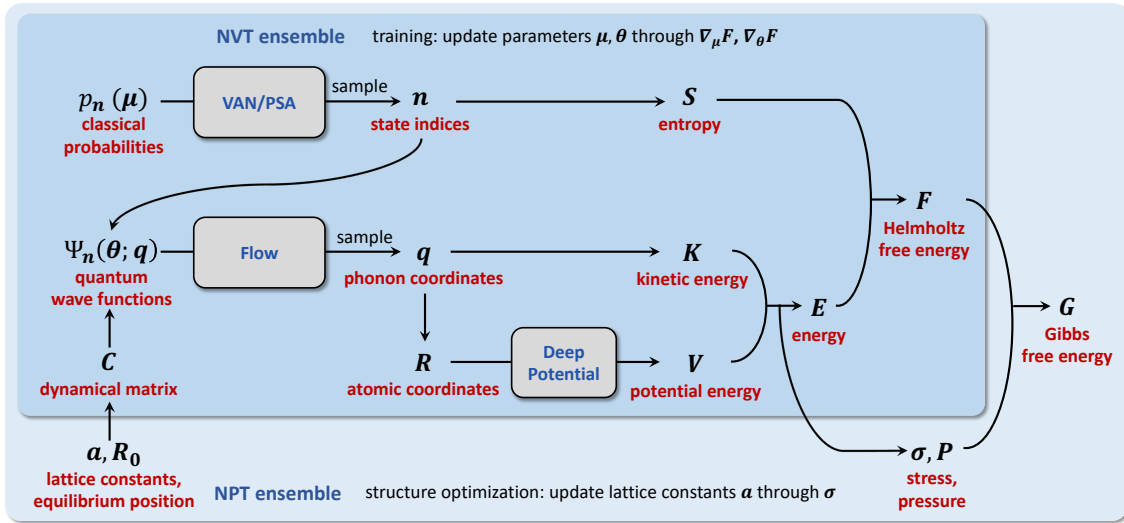 NVT ensemble training: update parameters μ, θ through ∇μF, ∇θF
pn(μ)
classical
probabilities
VAN/PSA
sample
n
state indices
S
entropy
Ψn(θ; q)
quantum
wave functions
Flow
sample
q
phonon coordinates
K
kinetic energy
F
Helmholtz
free energy
E
energy
G
Gibbs
free energy
C
dynamical matrix
R
atomic coordinates
Deep
Potential
V
potential energy
a, R0
lattice constants,
equilibrium position
σ, P
stress,
pressure
NPT ensemble structure optimization: update lattice constants a through σ